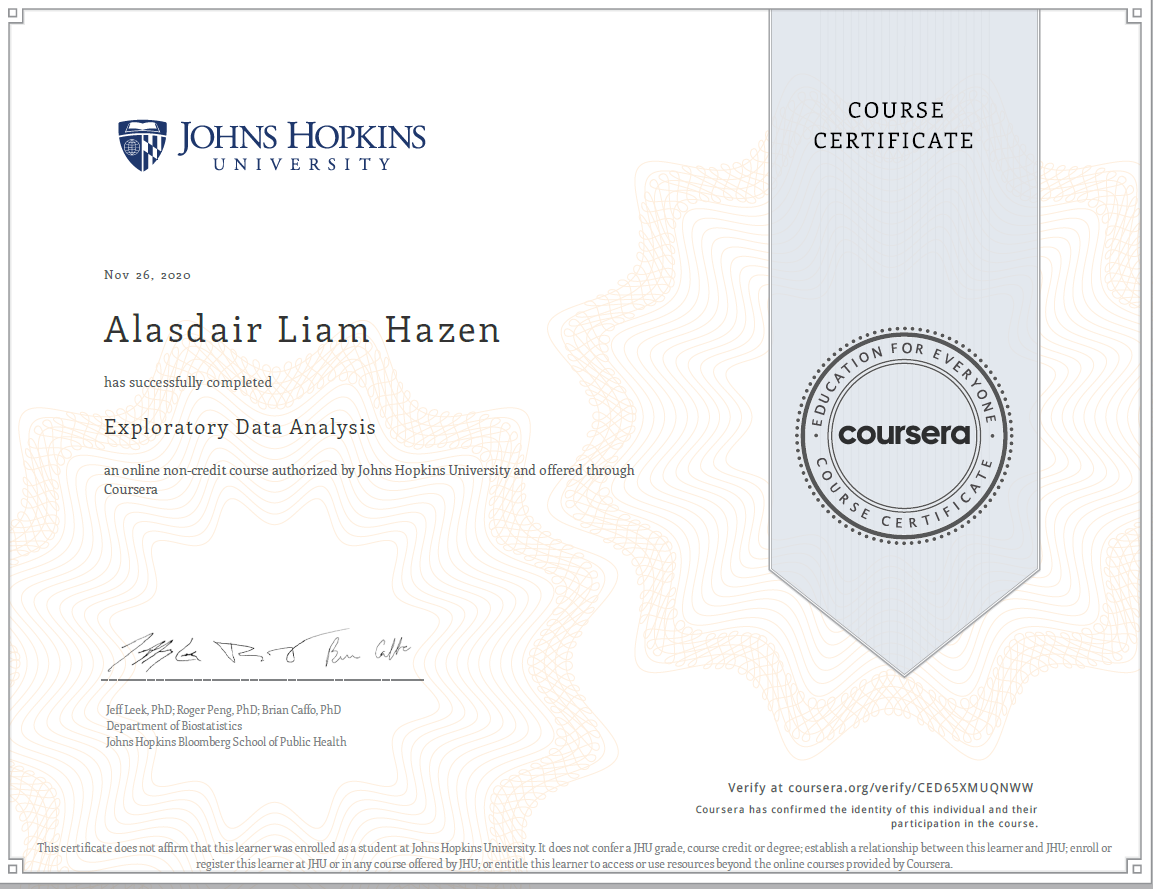 JOHNS HOPKINS
UNIVERSITY
COURSE
CERTIFICATE
Nov 26, 2020
Alasdair Liam Hazen
has successfully completed
Exploratory Data Analysis
an online non-credit course authorized by Johns Hopkins University and offered through
Coursera
EDUCATION FOR EVERYONE
coursera
COURSE CERTIFICATE
Jeff Leek, PhD; Roger Peng, PhD; Brian Caffo, PhD
Department of Biostatistics
Johns Hopkins Bloomberg School of Public Health
Verify at coursera.org/verify/CED65XMUQNWW
Coursera has confirmed the identity of this individual and their
participation in the course.
This certificate does not affirm that this learner was enrolled as a student at Johns Hopkins University. It does not confer a JHU grade, course credit or degree; establish a relationship between this learner and JHU; enroll or
register this learner at JHU or in any course offered by JHU; or entitle this learner to access or use resources beyond the online courses provided by Coursera.